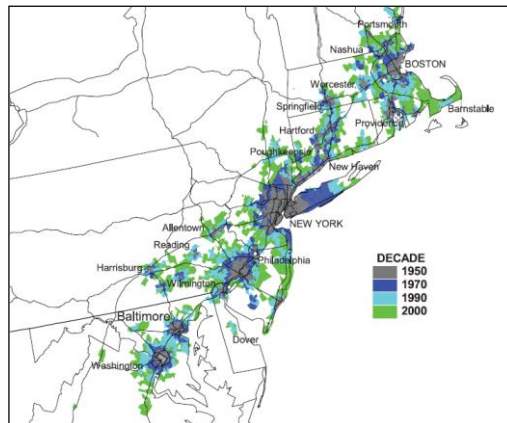 Portsmouth
Nashua
BOSTON
Worcester
Springfield
Barnstable
Hartford
Providence
Poughkeepsie
New Haven
NEW YORK
Allentown
Reading
Philadelphia
Harrisburg
Wilmington
Baltimore
Dover
Washington
DECADE
1950
1970
1990
2000